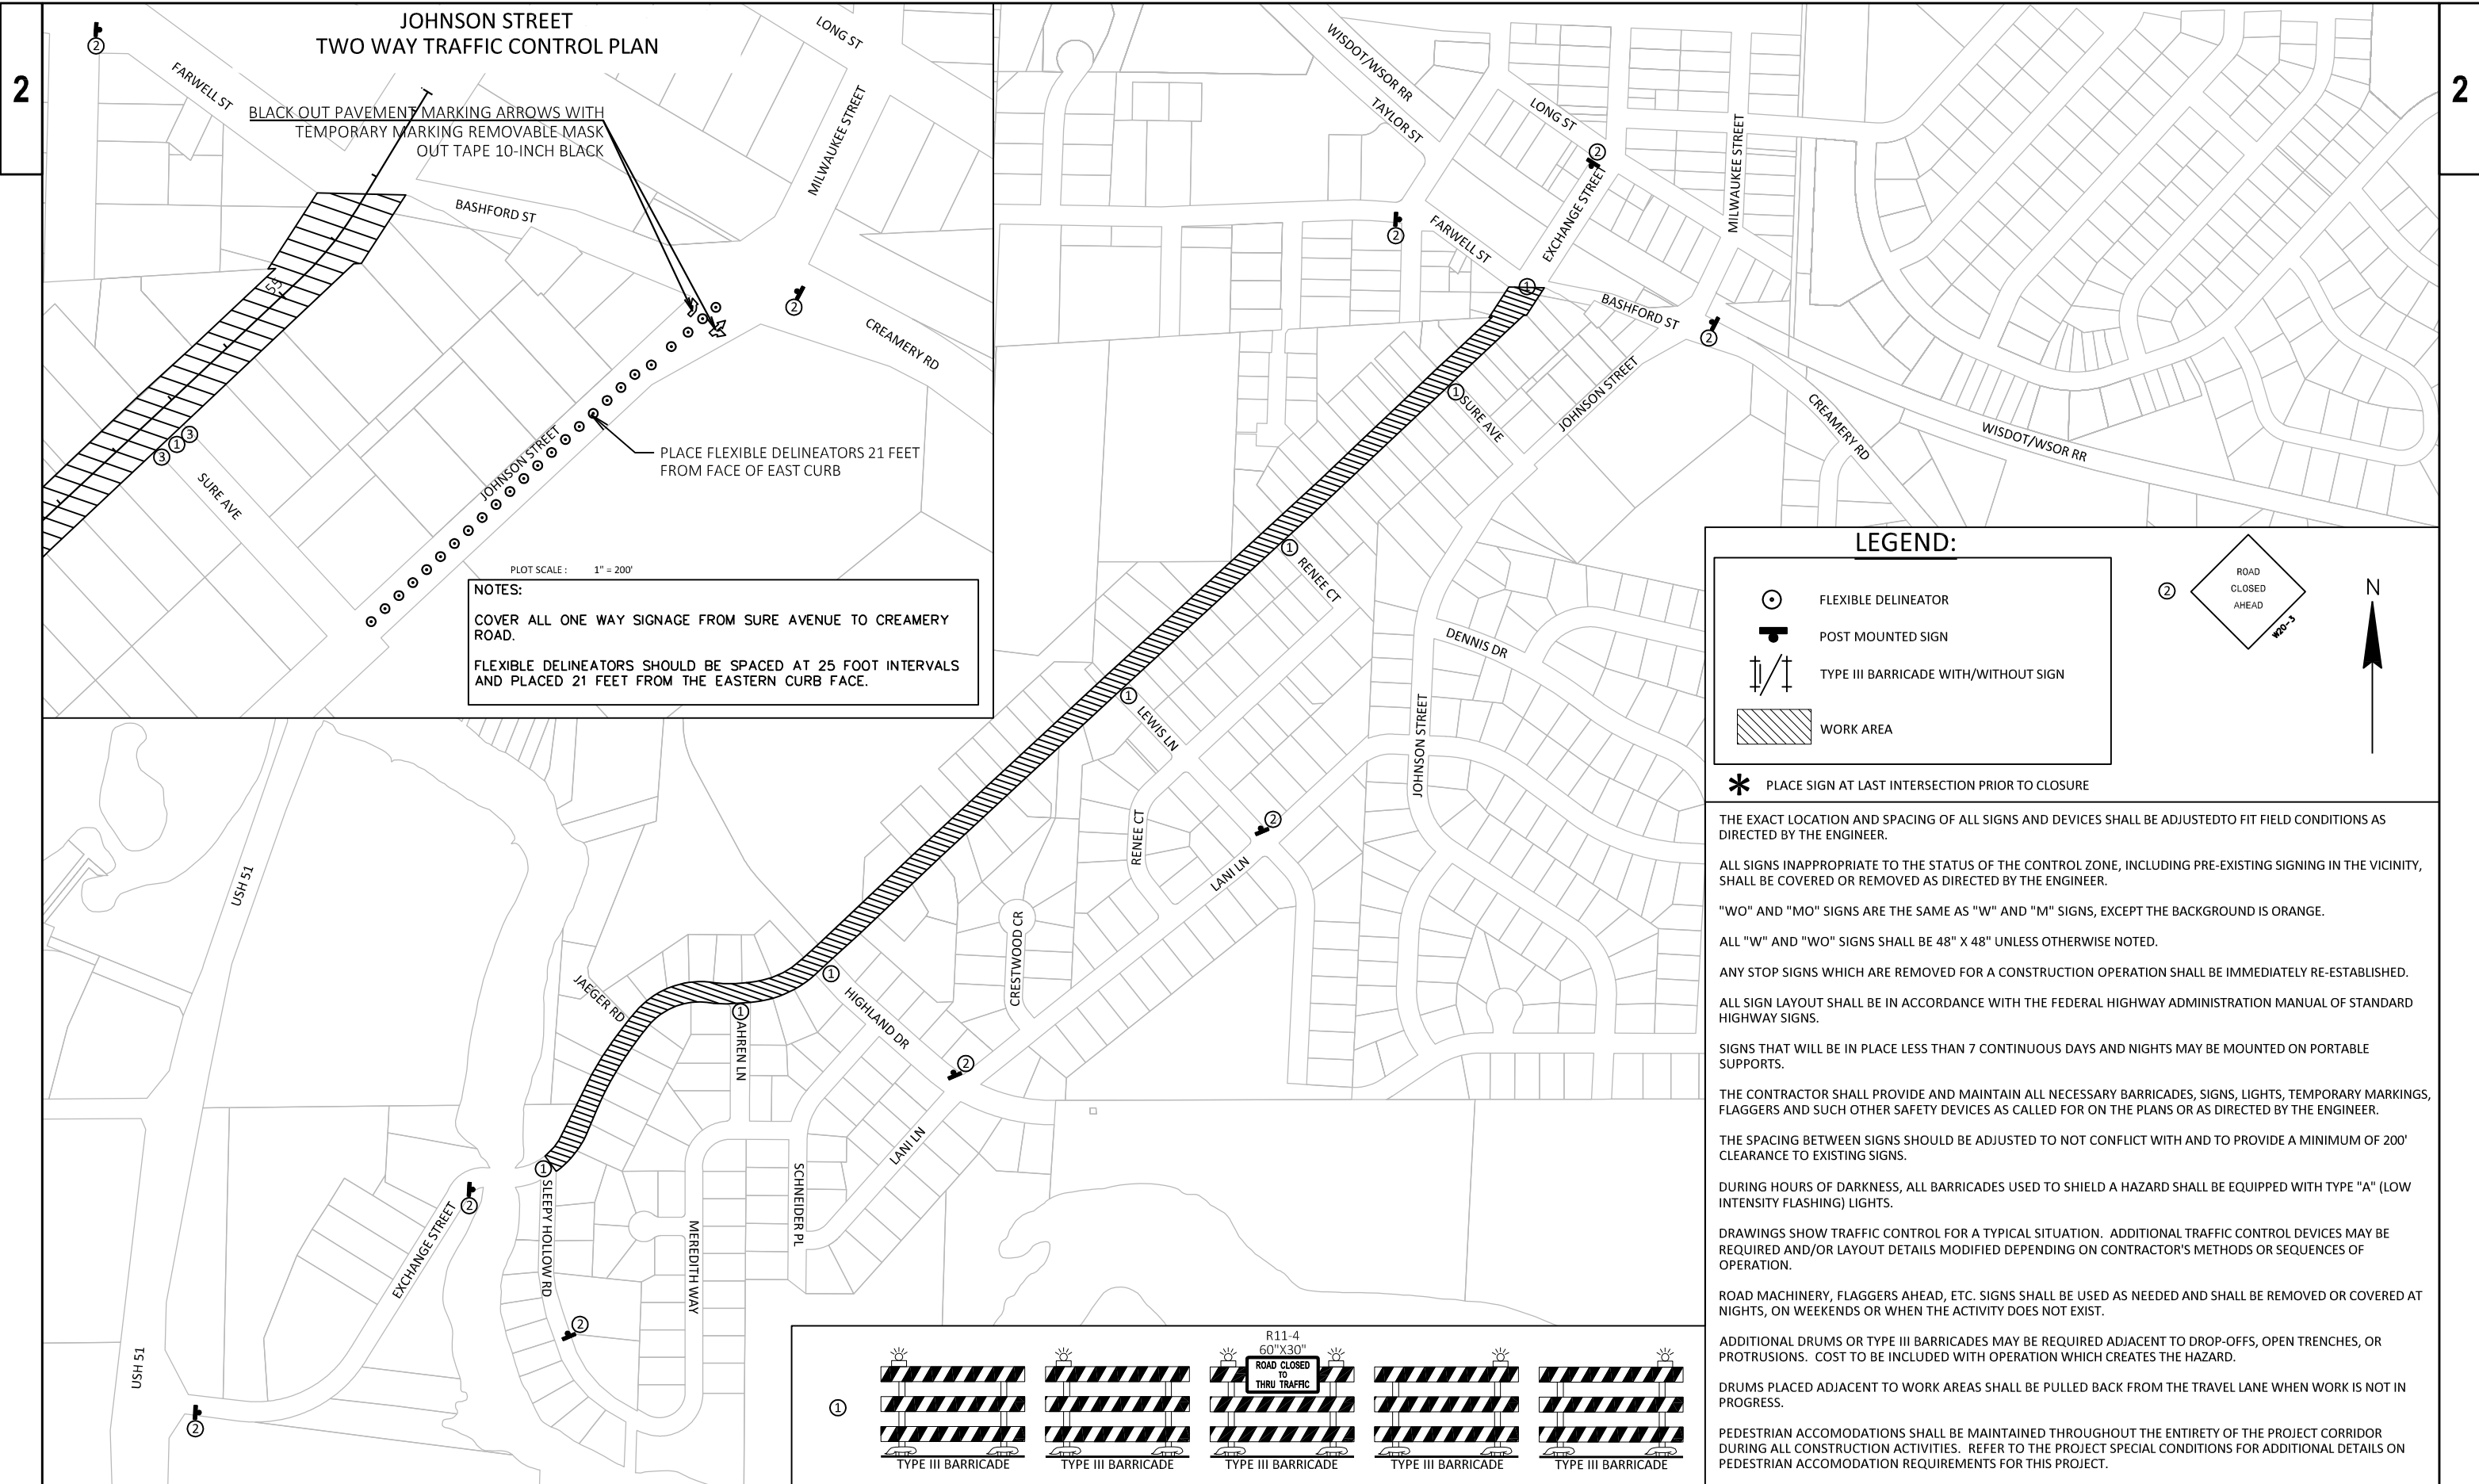 2
2
JOHNSON STREET
TWO WAY TRAFFIC CONTROL PLAN
2
FARWELL ST
LONG ST
BLACK OUT PAVEMENT MARKING ARROWS WITH
TEMPORARY MARKING REMOVABLE MASK
OUT TAPE 10-INCH BLACK
MILWAUKEE STREET
BASHFORD ST
59
2
CREAMERY RD
3
1
3
SURE AVE
JOHNSON STREET
PLACE FLEXIBLE DELINEATORS 21 FEET
FROM FACE OF EAST CURB
PLOT SCALE : 1" = 200'
NOTES:
COVER ALL ONE WAY SIGNAGE FROM SURE AVENUE TO CREAMERY
ROAD.
FLEXIBLE DELINEATORS SHOULD BE SPACED AT 25 FOOT INTERVALS
AND PLACED 21 FEET FROM THE EASTERN CURB FACE.
WISDOT/WSOR RR
TAYLOR ST
LONG ST
2
MILWAUKEE STREET
EXCHANGE STREET
2
FARWELL ST
1
BASHFORD ST
2
JOHNSON STREET
1
SURE AVE
CREAMERY RD
WISDOT/WSOR RR
1
RENEE CT
DENNIS DR
1
LEWIS LN
JOHNSON STREET
RENEE CT
2
LANI LN
USH 51
CRESTWOOD CR
JAEGER RD
1
HIGHLAND DR
1
AHREN LN
2
LANI LN
SCHNEIDER PL
1
SLEEPY HOLLOW RD
2
EXCHANGE STREET
MEREDITH WAY
2
USH 51
2
LEGEND:
FLEXIBLE DELINEATOR
POST MOUNTED SIGN
TYPE III BARRICADE WITH/WITHOUT SIGN
WORK AREA
* PLACE SIGN AT LAST INTERSECTION PRIOR TO CLOSURE
2
ROAD
CLOSED
AHEAD
W20-3
N
THE EXACT LOCATION AND SPACING OF ALL SIGNS AND DEVICES SHALL BE ADJUSTEDTO FIT FIELD CONDITIONS AS
DIRECTED BY THE ENGINEER.
ALL SIGNS INAPPROPRIATE TO THE STATUS OF THE CONTROL ZONE, INCLUDING PRE-EXISTING SIGNING IN THE VICINITY,
SHALL BE COVERED OR REMOVED AS DIRECTED BY THE ENGINEER.
"WO" AND "MO" SIGNS ARE THE SAME AS "W" AND "M" SIGNS, EXCEPT THE BACKGROUND IS ORANGE.
ALL "W" AND "WO" SIGNS SHALL BE 48" X 48" UNLESS OTHERWISE NOTED.
ANY STOP SIGNS WHICH ARE REMOVED FOR A CONSTRUCTION OPERATION SHALL BE IMMEDIATELY RE-ESTABLISHED.
ALL SIGN LAYOUT SHALL BE IN ACCORDANCE WITH THE FEDERAL HIGHWAY ADMINISTRATION MANUAL OF STANDARD
HIGHWAY SIGNS.
SIGNS THAT WILL BE IN PLACE LESS THAN 7 CONTINUOUS DAYS AND NIGHTS MAY BE MOUNTED ON PORTABLE
SUPPORTS.
THE CONTRACTOR SHALL PROVIDE AND MAINTAIN ALL NECESSARY BARRICADES, SIGNS, LIGHTS, TEMPORARY MARKINGS,
FLAGGERS AND SUCH OTHER SAFETY DEVICES AS CALLED FOR ON THE PLANS OR AS DIRECTED BY THE ENGINEER.
THE SPACING BETWEEN SIGNS SHOULD BE ADJUSTED TO NOT CONFLICT WITH AND TO PROVIDE A MINIMUM OF 200'
CLEARANCE TO EXISTING SIGNS.
DURING HOURS OF DARKNESS, ALL BARRICADES USED TO SHIELD A HAZARD SHALL BE EQUIPPED WITH TYPE "A" (LOW
INTENSITY FLASHING) LIGHTS.
DRAWINGS SHOW TRAFFIC CONTROL FOR A TYPICAL SITUATION. ADDITIONAL TRAFFIC CONTROL DEVICES MAY BE
REQUIRED AND/OR LAYOUT DETAILS MODIFIED DEPENDING ON CONTRACTOR'S METHODS OR SEQUENCES OF
OPERATION.
ROAD MACHINERY, FLAGGERS AHEAD, ETC. SIGNS SHALL BE USED AS NEEDED AND SHALL BE REMOVED OR COVERED AT
NIGHTS, ON WEEKENDS OR WHEN THE ACTIVITY DOES NOT EXIST.
ADDITIONAL DRUMS OR TYPE III BARRICADES MAY BE REQUIRED ADJACENT TO DROP-OFFS, OPEN TRENCHES, OR
PROTRUSIONS. COST TO BE INCLUDED WITH OPERATION WHICH CREATES THE HAZARD.
DRUMS PLACED ADJACENT TO WORK AREAS SHALL BE PULLED BACK FROM THE TRAVEL LANE WHEN WORK IS NOT IN
PROGRESS.
PEDESTRIAN ACCOMODATIONS SHALL BE MAINTAINED THROUGHOUT THE ENTIRETY OF THE PROJECT CORRIDOR
DURING ALL CONSTRUCTION ACTIVITIES. REFER TO THE PROJECT SPECIAL CONDITIONS FOR ADDITIONAL DETAILS ON
PEDESTRIAN ACCOMODATION REQUIREMENTS FOR THIS PROJECT.
R11-4
60"X30"
ROAD CLOSED
TO
THRU TRAFFIC
1
TYPE III BARRICADE
TYPE III BARRICADE
TYPE III BARRICADE
TYPE III BARRICADE
TYPE III BARRICADE